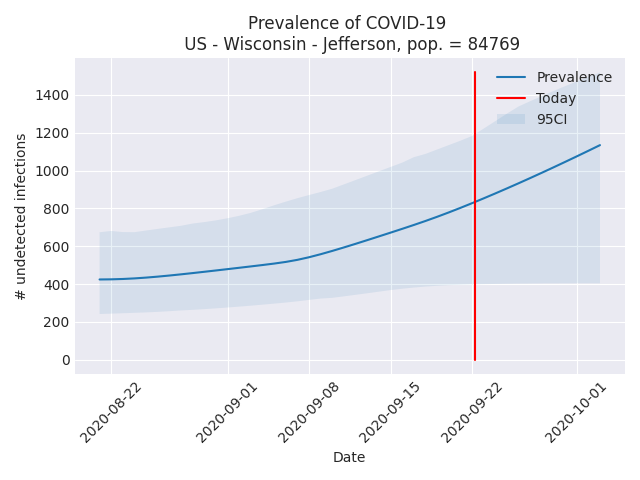 Prevalence of COVID-19
US - Wisconsin - Jefferson, pop. = 84769
Prevalence
Today
95CI
1400
1200
1000
800
600
400
200
0
# undetected infections
2020-08-22
2020-09-01
2020-09-08
2020-09-15
2020-09-22
2020-10-01
Date